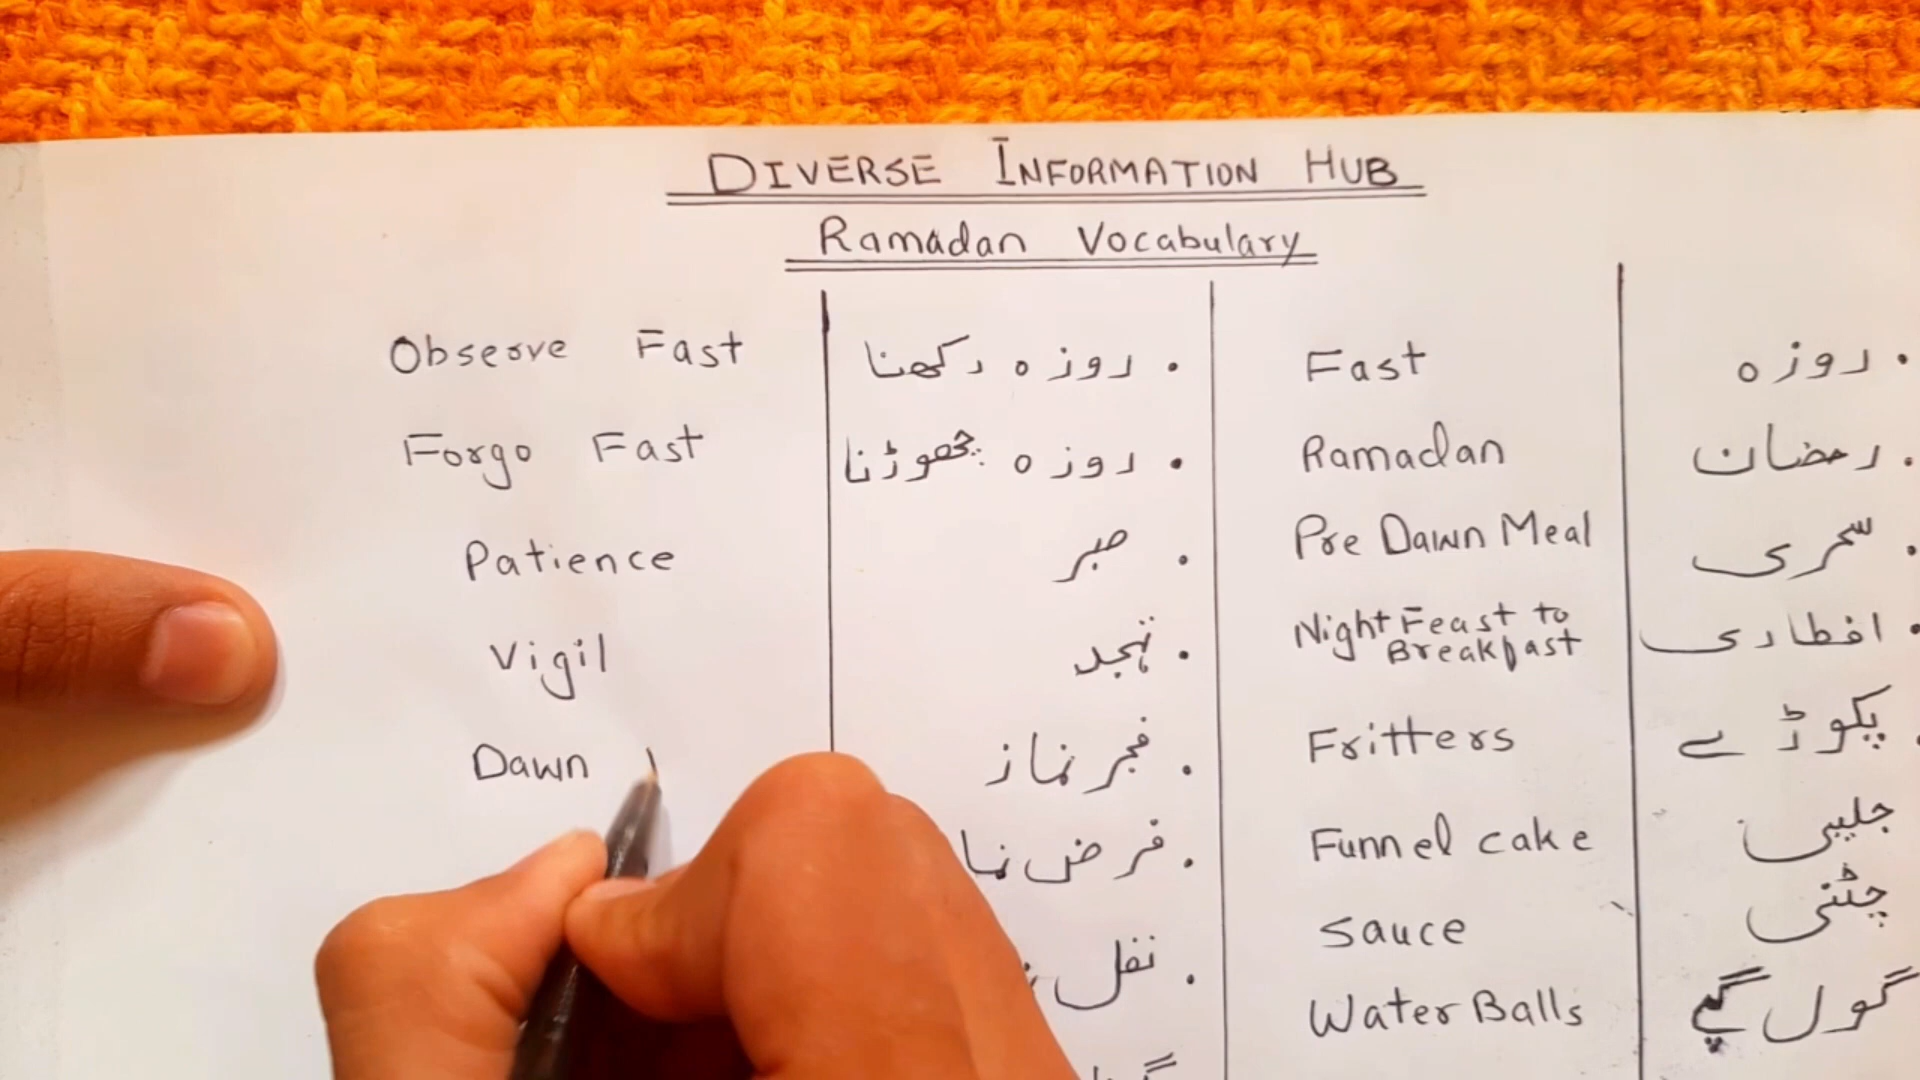 DIVERSE INFORMATION HUB
Ramadan Vocabulary
Observe Fast
روزہ رکھنا .
Fast
روزہ .
Forgo Fast
روزہ چھوڑنا .
Ramadan
رمضان .
Patience
صبر .
Pre Dawn Meal
سحری .
Vigil
تہجد .
Night Feast to
Breakfast
افطاری .
Dawn
فجر نماز .
Fritters
پکوڑے .
فرض
Funnel cake
جلیبی
نفل
Sauce
چٹنی
Water Balls
گول گپے